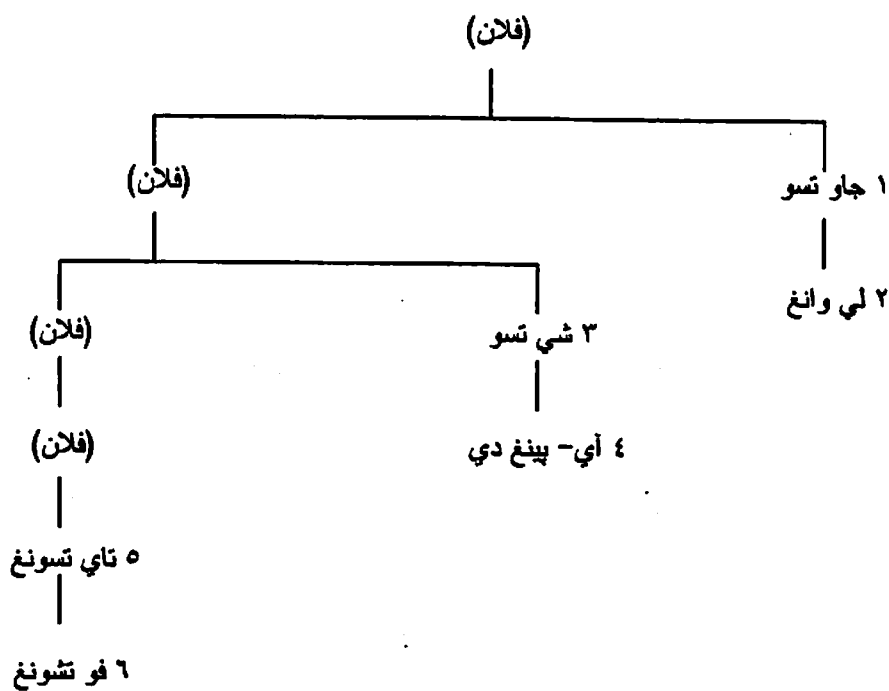 (فلان)
١ جاو تسو
(فلان)
٢ لي وانغ
٣ شي تسو
(فلان)
٤ آي- پينغ دي
(فلان)
٥ تاي تسونغ
٦ فو تشونغ